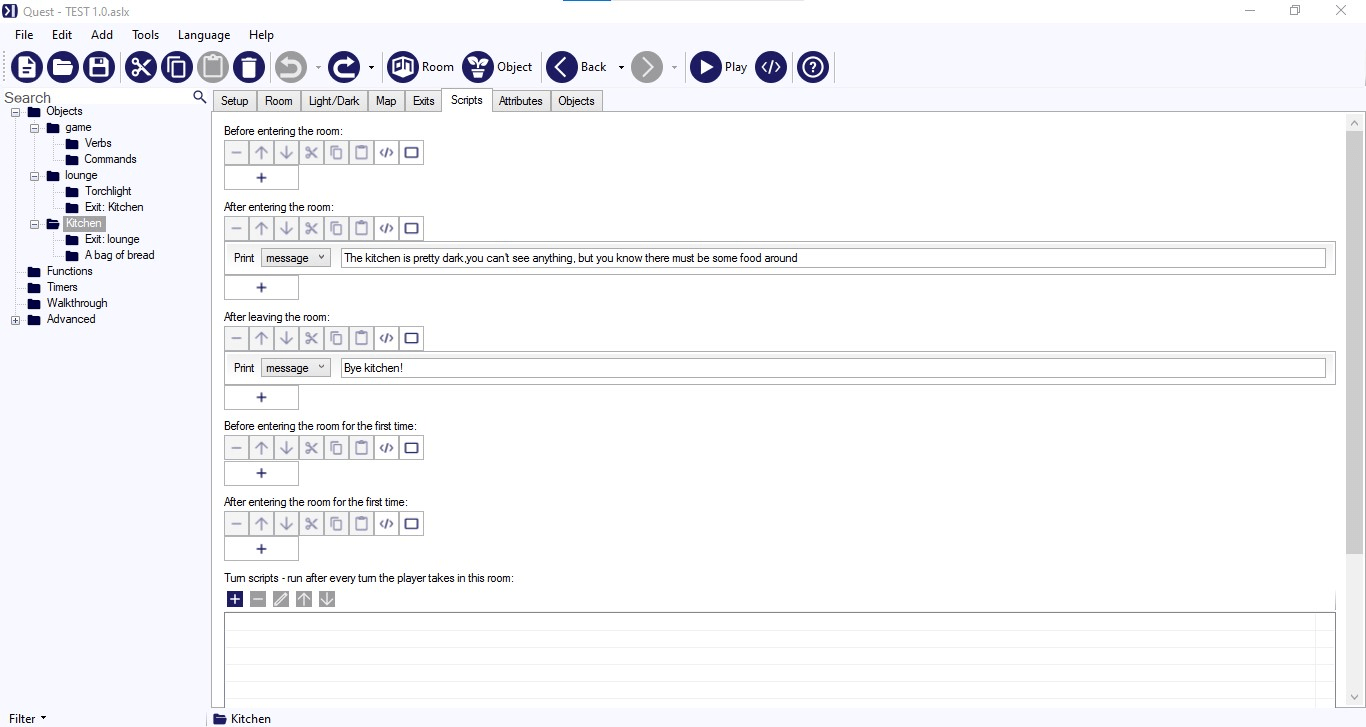 Quest - TEST 1.0.aslx
File Edit Add Tools Language Help
Room Object Back Play
Search
Setup Room Light/Dark Map Exits Scripts Attributes Objects
Objects
game
Verbs
Commands
lounge
Torchlight
Exit: Kitchen
Kitchen
Exit: lounge
A bag of bread
Functions
Timers
Walkthrough
Advanced
Before entering the room:
After entering the room:
Print message The kitchen is pretty dark,you can't see anything, but you know there must be some food around
After leaving the room:
Print message Bye kitchen!
Before entering the room for the first time:
After entering the room for the first time:
Turn scripts - run after every turn the player takes in this room:
Filter
Kitchen